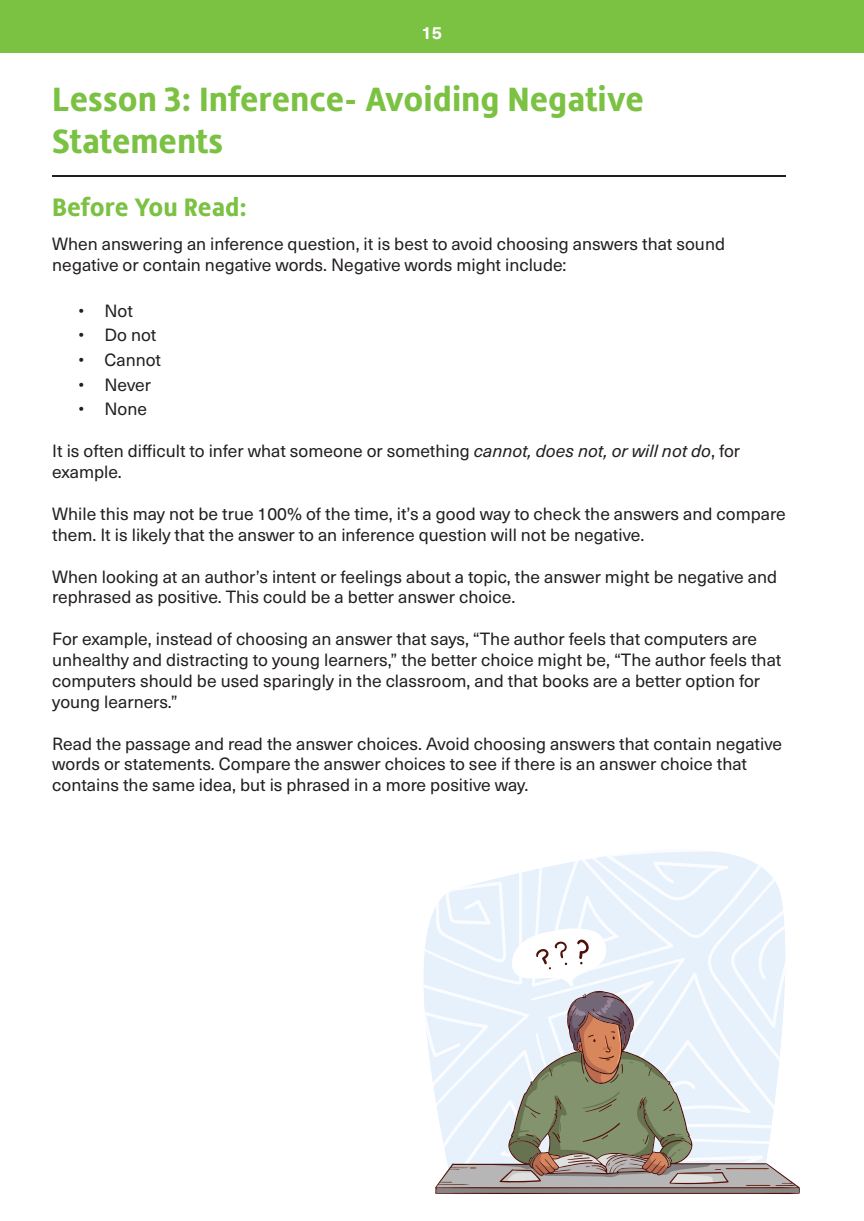 15
Lesson 3: Inference- Avoiding Negative
Statements
Before You Read:
When answering an inference question, it is best to avoid choosing answers that sound
negative or contain negative words. Negative words might include:
• Not
• Do not
• Cannot
• Never
• None
It is often difficult to infer what someone or something cannot, does not, or will not do, for
example.
While this may not be true 100% of the time, it’s a good way to check the answers and compare
them. It is likely that the answer to an inference question will not be negative.
When looking at an author’s intent or feelings about a topic, the answer might be negative and
rephrased as positive. This could be a better answer choice.
For example, instead of choosing an answer that says, “The author feels that computers are
unhealthy and distracting to young learners,” the better choice might be, “The author feels that
computers should be used sparingly in the classroom, and that books are a better option for
young learners.”
Read the passage and read the answer choices. Avoid choosing answers that contain negative
words or statements. Compare the answer choices to see if there is an answer choice that
contains the same idea, but is phrased in a more positive way.
???